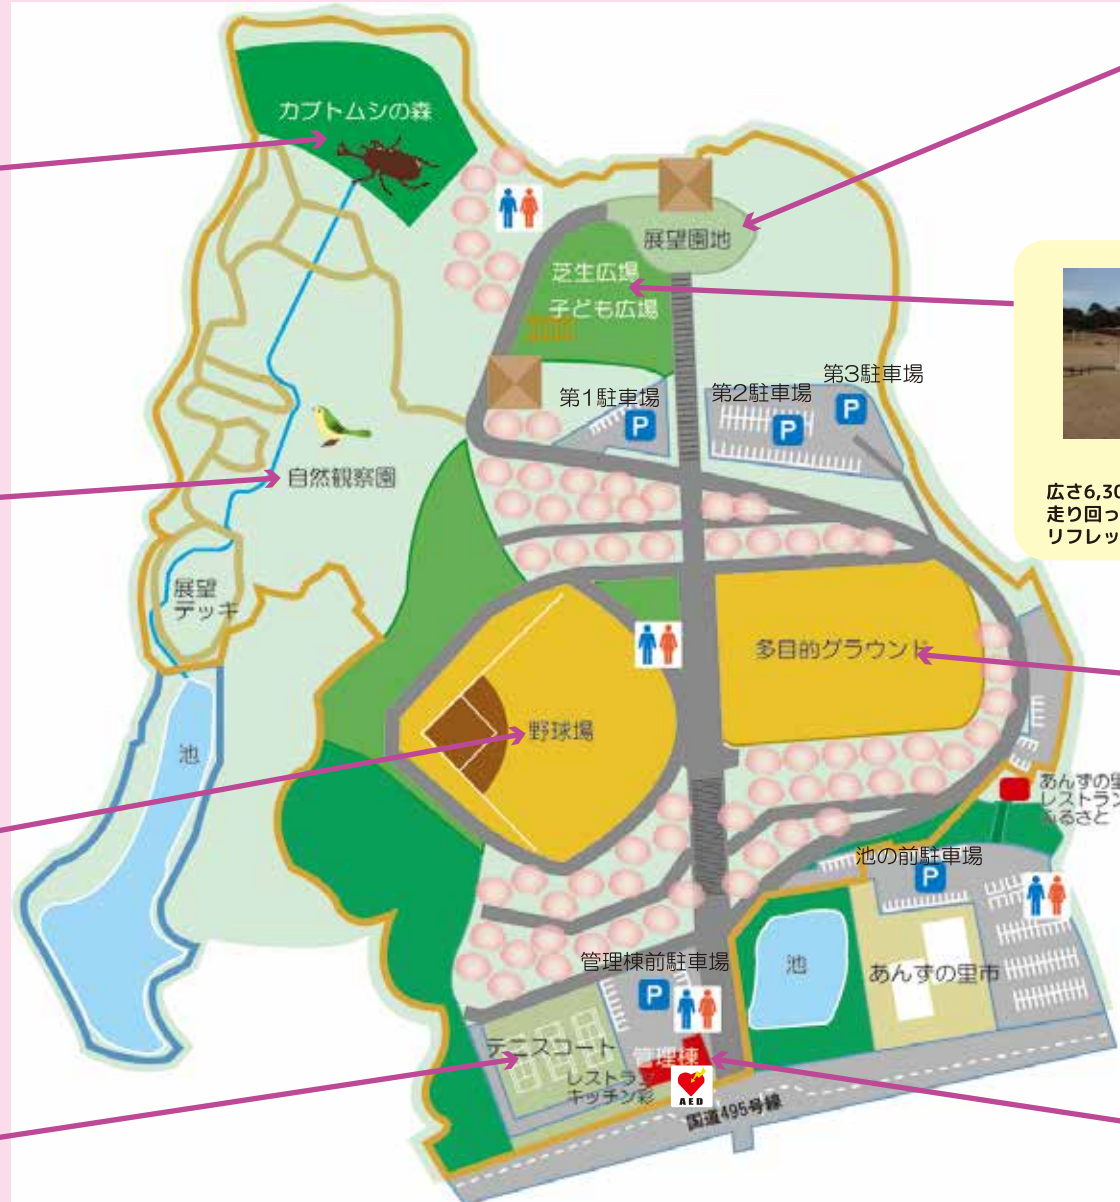 カブトムシの森
展望園地
芝生広場
子ども広場
第1駐車場
P
第2駐車場
P
第3駐車場
P
広さ6,30
走り回っ
リフレッ
自然観察園
展望
デッキ
多目的グラウンド
野球場
池
あんずの里
レストラン
ふるさと
池の前駐車場
P
管理棟前駐車場
P
池
あんずの里市
テニスコート
管理棟
レストラン
キッチン彩
AED
国道495号線